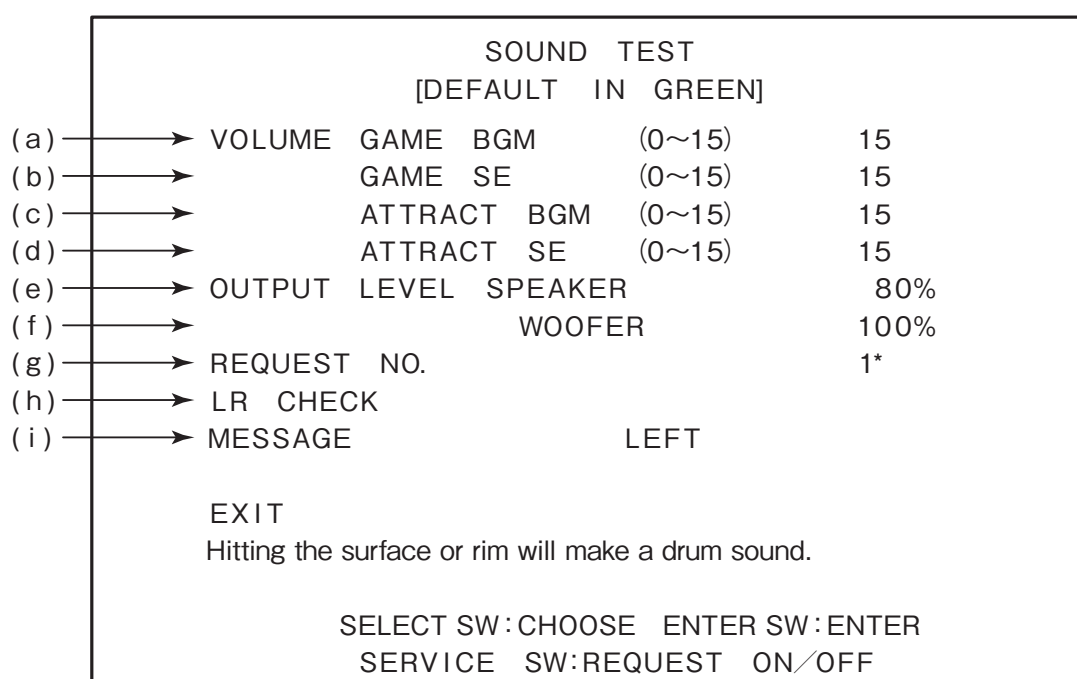 SOUND TEST
[DEFAULT IN GREEN]
(a) VOLUME GAME BGM (0～15) 15
(b) GAME SE (0～15) 15
(c) ATTRACT BGM (0～15) 15
(d) ATTRACT SE (0～15) 15
(e) OUTPUT LEVEL SPEAKER 80%
(f) WOOFER 100%
(g) REQUEST NO. 1*
(h) LR CHECK
(i) MESSAGE LEFT
EXIT
Hitting the surface or rim will make a drum sound.
SELECT SW:CHOOSE ENTER SW:ENTER
SERVICE SW:REQUEST ON／OFF